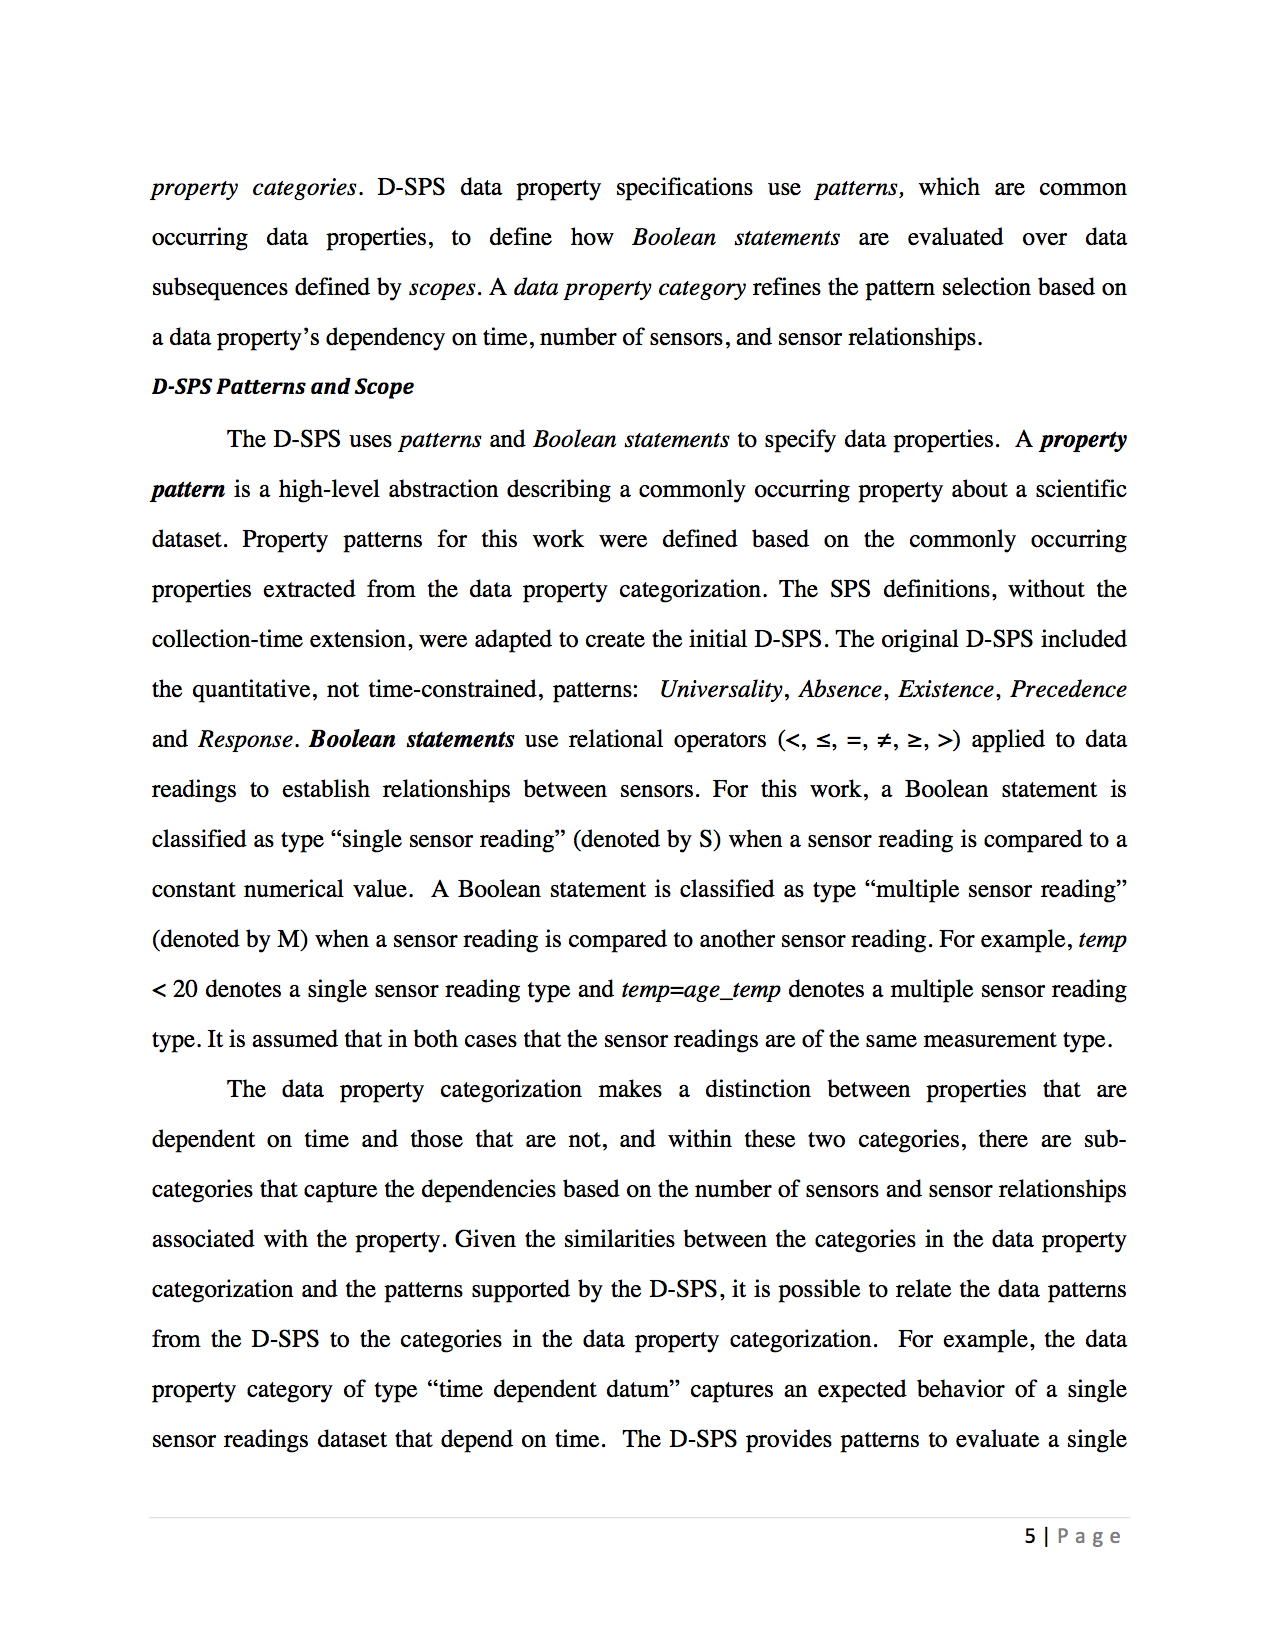 property categories. D-SPS data property specifications use patterns, which are common
occurring data properties, to define how Boolean statements are evaluated over data
subsequences defined by scopes. A data property category refines the pattern selection based on
a data property’s dependency on time, number of sensors, and sensor relationships.
D-SPS Patterns and Scope
The D-SPS uses patterns and Boolean statements to specify data properties.  A property
pattern is a high-level abstraction describing a commonly occurring property about a scientific
dataset. Property patterns for this work were defined based on the commonly occurring
properties extracted from the data property categorization. The SPS definitions, without the
collection-time extension, were adapted to create the initial D-SPS. The original D-SPS included
the quantitative, not time-constrained, patterns:  Universality, Absence, Existence, Precedence
and Response. Boolean statements use relational operators (<, ≤, =, ≠, ≥, >) applied to data
readings to establish relationships between sensors. For this work, a Boolean statement is
classified as type “single sensor reading” (denoted by S) when a sensor reading is compared to a
constant numerical value.  A Boolean statement is classified as type “multiple sensor reading”
(denoted by M) when a sensor reading is compared to another sensor reading. For example, temp
< 20 denotes a single sensor reading type and temp=age_temp denotes a multiple sensor reading
type. It is assumed that in both cases that the sensor readings are of the same measurement type.
The data property categorization makes a distinction between properties that are
dependent on time and those that are not, and within these two categories, there are sub-
categories that capture the dependencies based on the number of sensors and sensor relationships
associated with the property. Given the similarities between the categories in the data property
categorization and the patterns supported by the D-SPS, it is possible to relate the data patterns
from the D-SPS to the categories in the data property categorization.  For example, the data
property category of type “time dependent datum” captures an expected behavior of a single
sensor readings dataset that depend on time.  The D-SPS provides patterns to evaluate a single
5 | Page